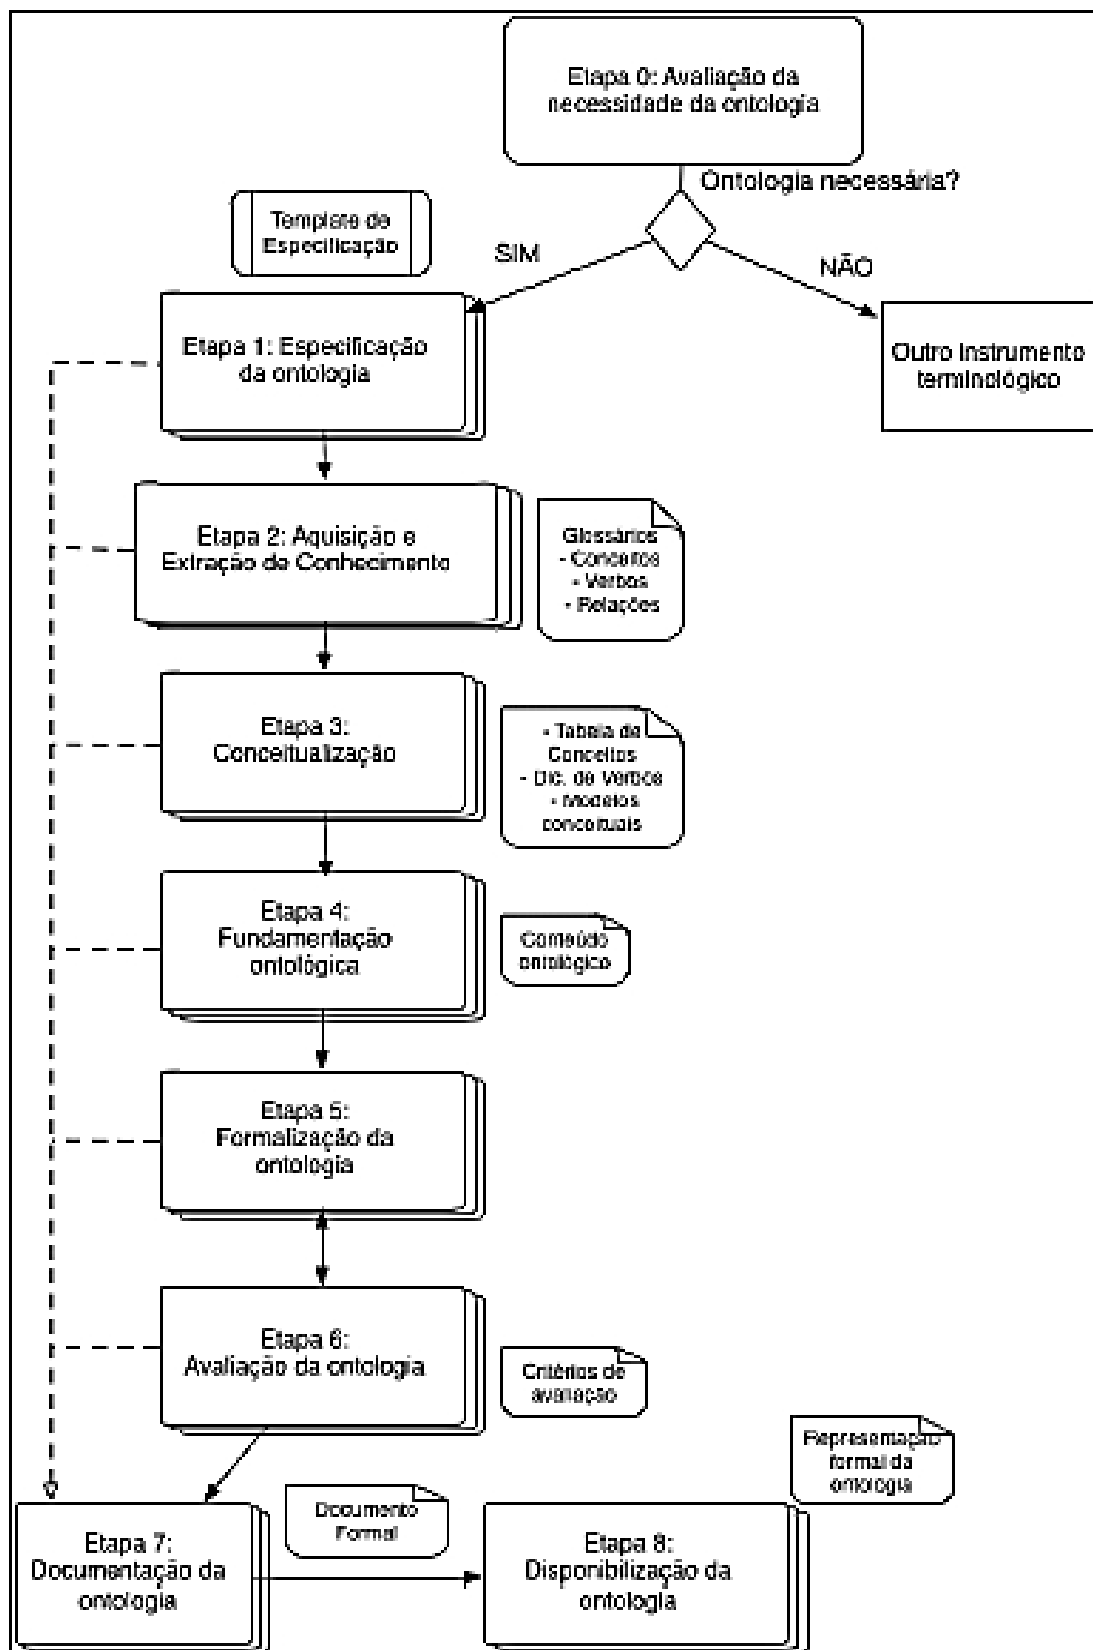 Etapa 0: Avaliação da
necessidade da ontologia
Ontologia necessária?
SIM
NÃO
Template de
Especificação
Etapa 1: Especificação
da ontologia
Outro instrumento
terminológico
Etapa 2: Aquisição e
Extração de Conhecimento
Glossários
- Conceitos
- Verbos
- Relações
Etapa 3:
Conceitualização
- Tabela de
Conceitos
- Dic. de Verbos
- Modelos
conceituais
Etapa 4:
Fundamentação
ontológica
Conteúdo
ontológico
Etapa 5:
Formalização da
ontologia
Etapa 6:
Avaliação da ontologia
Critérios de
avaliação
Representação
formal da
ontologia
Etapa 7:
Documentação da
ontologia
Documento
Formal
Etapa 8:
Disponibilização da
ontologia